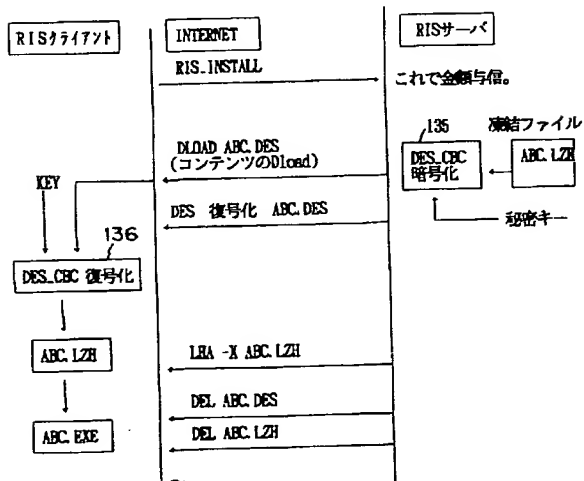 RISクライアント
INTERNET
RISサーバ
RIS_INSTALL
これで金額与信。
135
凍結ファイル
DLOAD ABC.DES
(コンテンツのDload)
DES_CBC
暗号化
ABC.LZH
KEY
DES 復号化 ABC.DES
秘密キー
136
DES_CBC 復号化
ABC.LZH
LHA -X ABC.LZH
DEL ABC.DES
ABC.EXE
DEL ABC.LZH